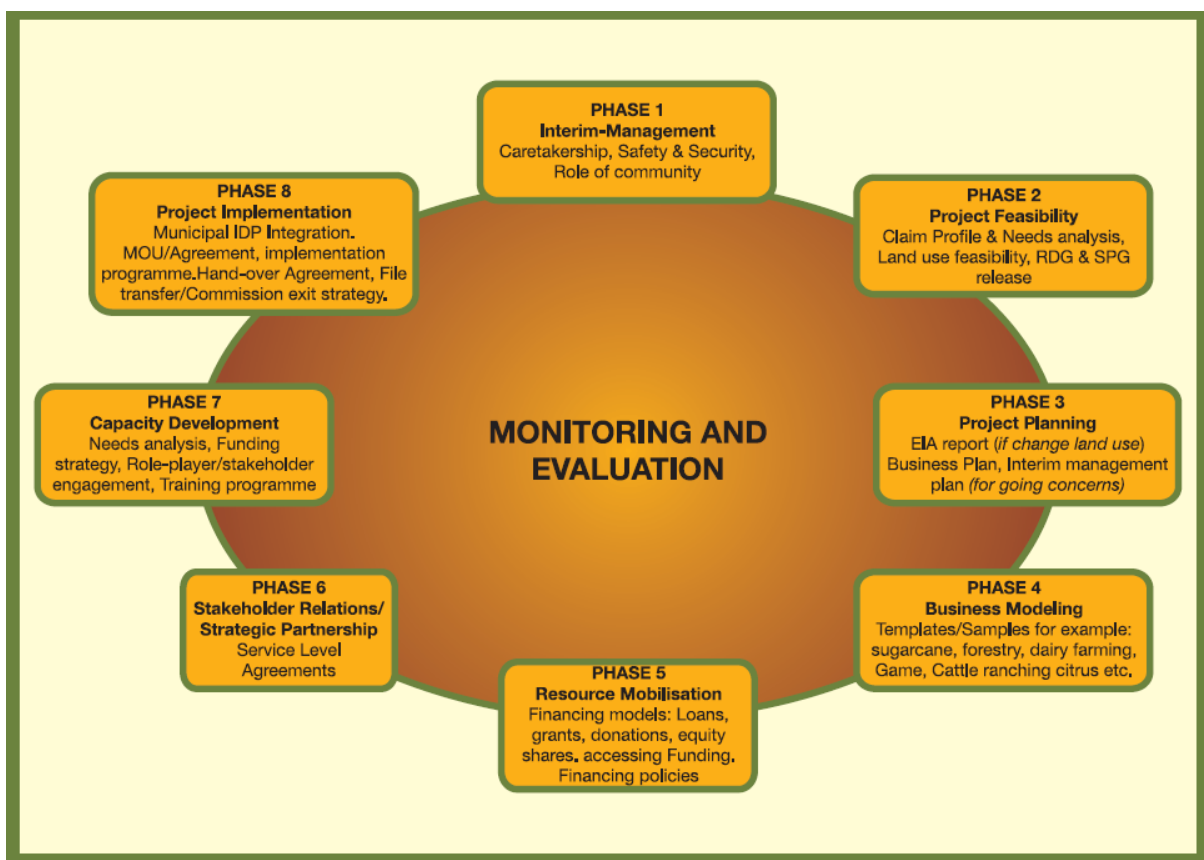 PHASE 1
Interim-Management
Caretakership, Safety & Security,
Role of community
PHASE 2
Project Feasibility
Claim Profile & Needs analysis,
Land use feasibility, RDG & SPG
release
PHASE 3
Project Planning
EIA report (if change land use)
Business Plan, Interim management
plan (for going concerns)
PHASE 4
Business Modeling
Templates/Samples for example:
sugarcane, forestry, dairy farming,
Game, Cattle ranching citrus etc.
PHASE 5
Resource Mobilisation
Financing models: Loans,
grants, donations, equity
shares. accessing Funding.
Financing policies
PHASE 6
Stakeholder Relations/
Strategic Partnership
Service Level
Agreements
PHASE 7
Capacity Development
Needs analysis, Funding
strategy, Role-player/stakeholder
engagement, Training programme
PHASE 8
Project Implementation
Municipal IDP Integration.
MOU/Agreement, implementation
programme.Hand-over Agreement, File
transfer/Commission exit strategy.
MONITORING AND
EVALUATION